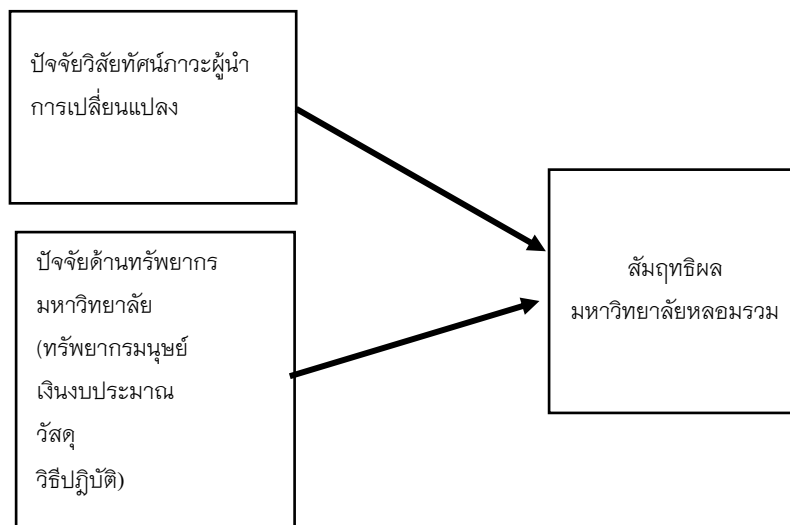 ปัจจัยวิสัยทัศน์ภาวะผู้นำ
การเปลี่ยนแปลง
ปัจจัยด้านทรัพยากร
มหาวิทยาลัย
(ทรัพยากรมนุษย์
เงินงบประมาณ
วัสดุ
วิธีปฎิบัติ)
สัมฤทธิผล
มหาวิทยาลัยหลอมรวม